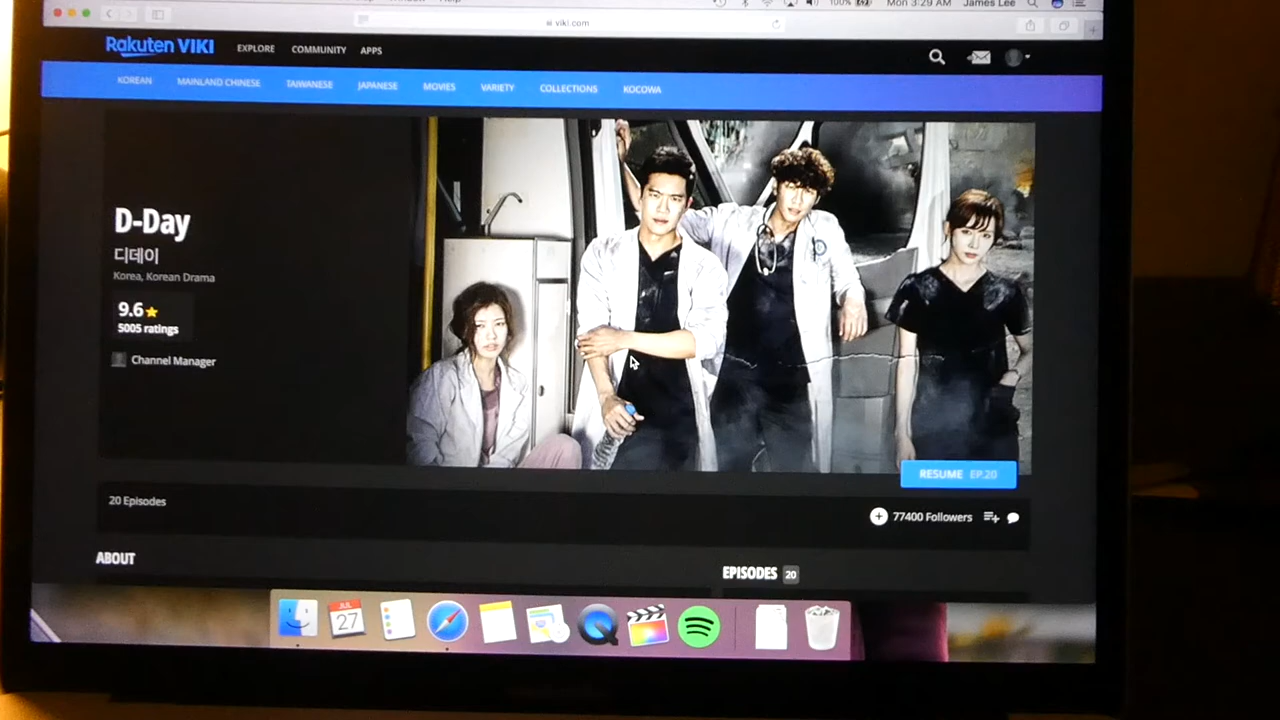 100%
Mon 3:29 AM James Lee
viki.com
Rakuten VIKI EXPLORE COMMUNITY APPS
KOREAN MAINLAND CHINESE TAIWANESE JAPANESE MOVIES VARIETY COLLECTIONS KOCOWA
D-Day
디데이
Korea, Korean Drama
9.6
5005 ratings
Channel Manager
RESUME EP.20
20 Episodes
77400 Followers
ABOUT
EPISODES 20
JUL
27